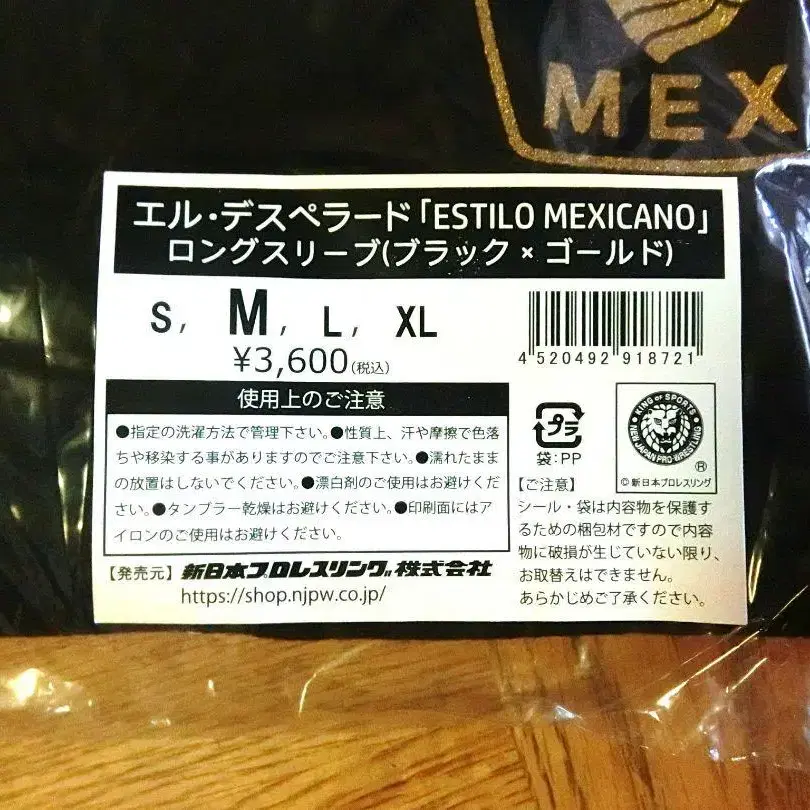 MEX
エル・デスペラード「ESTILO MEXICANO」
ロングスリーブ(ブラック × ゴールド)
S, M, L, XL
¥3,600(税込)
4 520492 918721
使用上のご注意
●指定の洗濯方法で管理下さい。●性質上、汗や摩擦で色落
ちや移染する事がありますのでご注意下さい。●濡れたまま
の放置はしないでください。●漂白剤のご使用はお避けくだ
さい。●タンブラー乾燥はお避けください。●印刷面にはア
イロンのご使用はお避けください。
【発売元】新日本プロレスリング株式会社
https://shop.njpw.co.jp/
プラ
袋:PP
KING OF SPORTS
NEW JAPAN PRO-WRESTLING
®
©新日本プロレスリング
【ご注意】
シール・袋は内容物を保護す
るための梱包材ですので内容
物に破損が生じていない限り、
お取替えはできません。
あらかじめご了承ください。